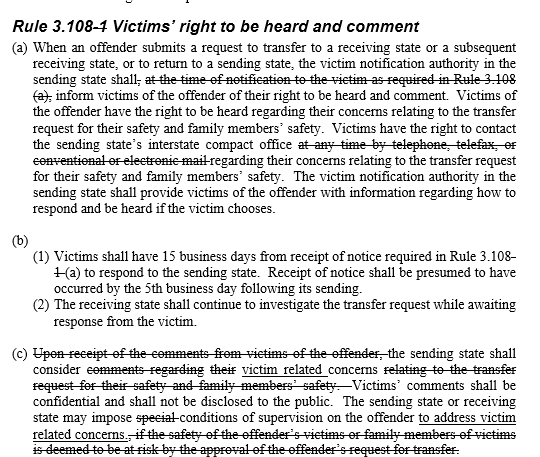 Rule 3.108-1 Victims’ right to be heard and comment
(a) When an offender submits a request to transfer to a receiving state or a subsequent
receiving state, or to return to a sending state, the victim notification authority in the
sending state shall, at the time of notification to the victim as required in Rule 3.108
(a), inform victims of the offender of their right to be heard and comment. Victims of
the offender have the right to be heard regarding their concerns relating to the transfer
request for their safety and family members’ safety. Victims have the right to contact
the sending state’s interstate compact office at any time by telephone, telefax, or
conventional or electronic mail regarding their concerns relating to the transfer request
for their safety and family members’ safety. The victim notification authority in the
sending state shall provide victims of the offender with information regarding how to
respond and be heard if the victim chooses.
(b)
(1) Victims shall have 15 business days from receipt of notice required in Rule 3.108-
1 (a) to respond to the sending state. Receipt of notice shall be presumed to have
occurred by the 5th business day following its sending.
(2) The receiving state shall continue to investigate the transfer request while awaiting
response from the victim.
(c) Upon receipt of the comments from victims of the offender, the sending state shall
consider comments regarding their victim related concerns relating to the transfer
request for their safety and family members’ safety. Victims’ comments shall be
confidential and shall not be disclosed to the public. The sending state or receiving
state may impose special conditions of supervision on the offender to address victim
related concerns., if the safety of the offender’s victims or family members of victims
is deemed to be at risk by the approval of the offender’s request for transfer.